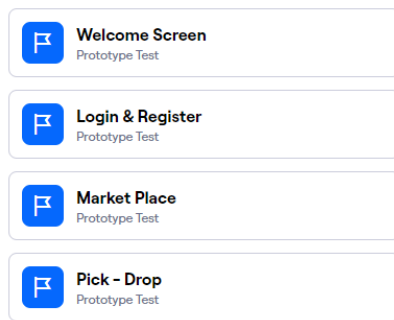 Welcome Screen
Prototype Test
Login & Register
Prototype Test
Market Place
Prototype Test
Pick - Drop
Prototype Test